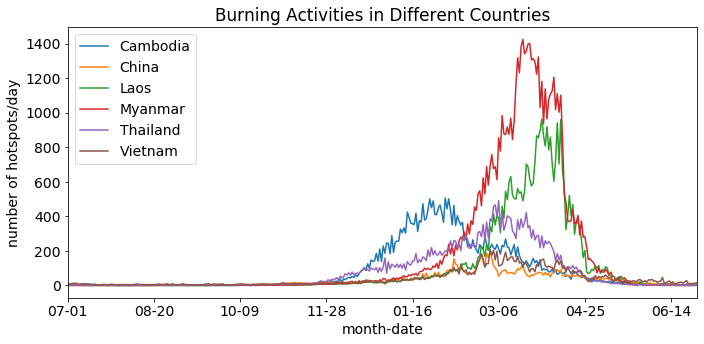 Burning Activities in Different Countries
number of hotspots/day
1400
1200
1000
800
600
400
200
0
Cambodia
China
Laos
Myanmar
Thailand
Vietnam
07-01 08-20 10-09 11-28 01-16 03-06 04-25 06-14
month-date